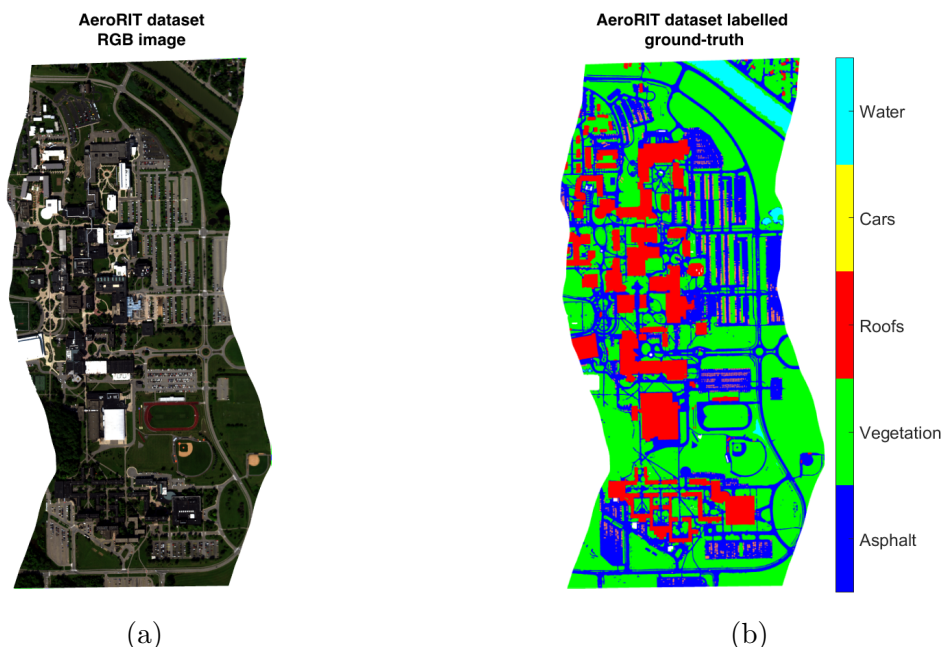 AeroRIT dataset
RGB image
AeroRIT dataset labelled
ground-truth
Water
Cars
Roofs
Vegetation
Asphalt
(a)
(b)